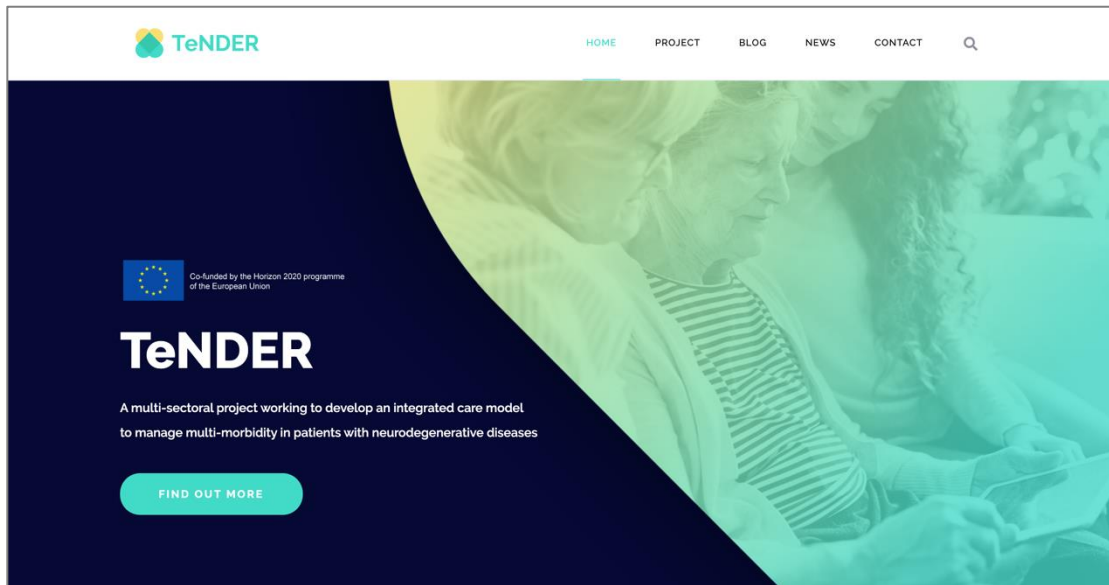 TeNDER
HOME PROJECT BLOG NEWS CONTACT
Co-funded by the Horizon 2020 programme
of the European Union
TeNDER
A multi-sectoral project working to develop an integrated care model
to manage multi-morbidity in patients with neurodegenerative diseases
FIND OUT MORE